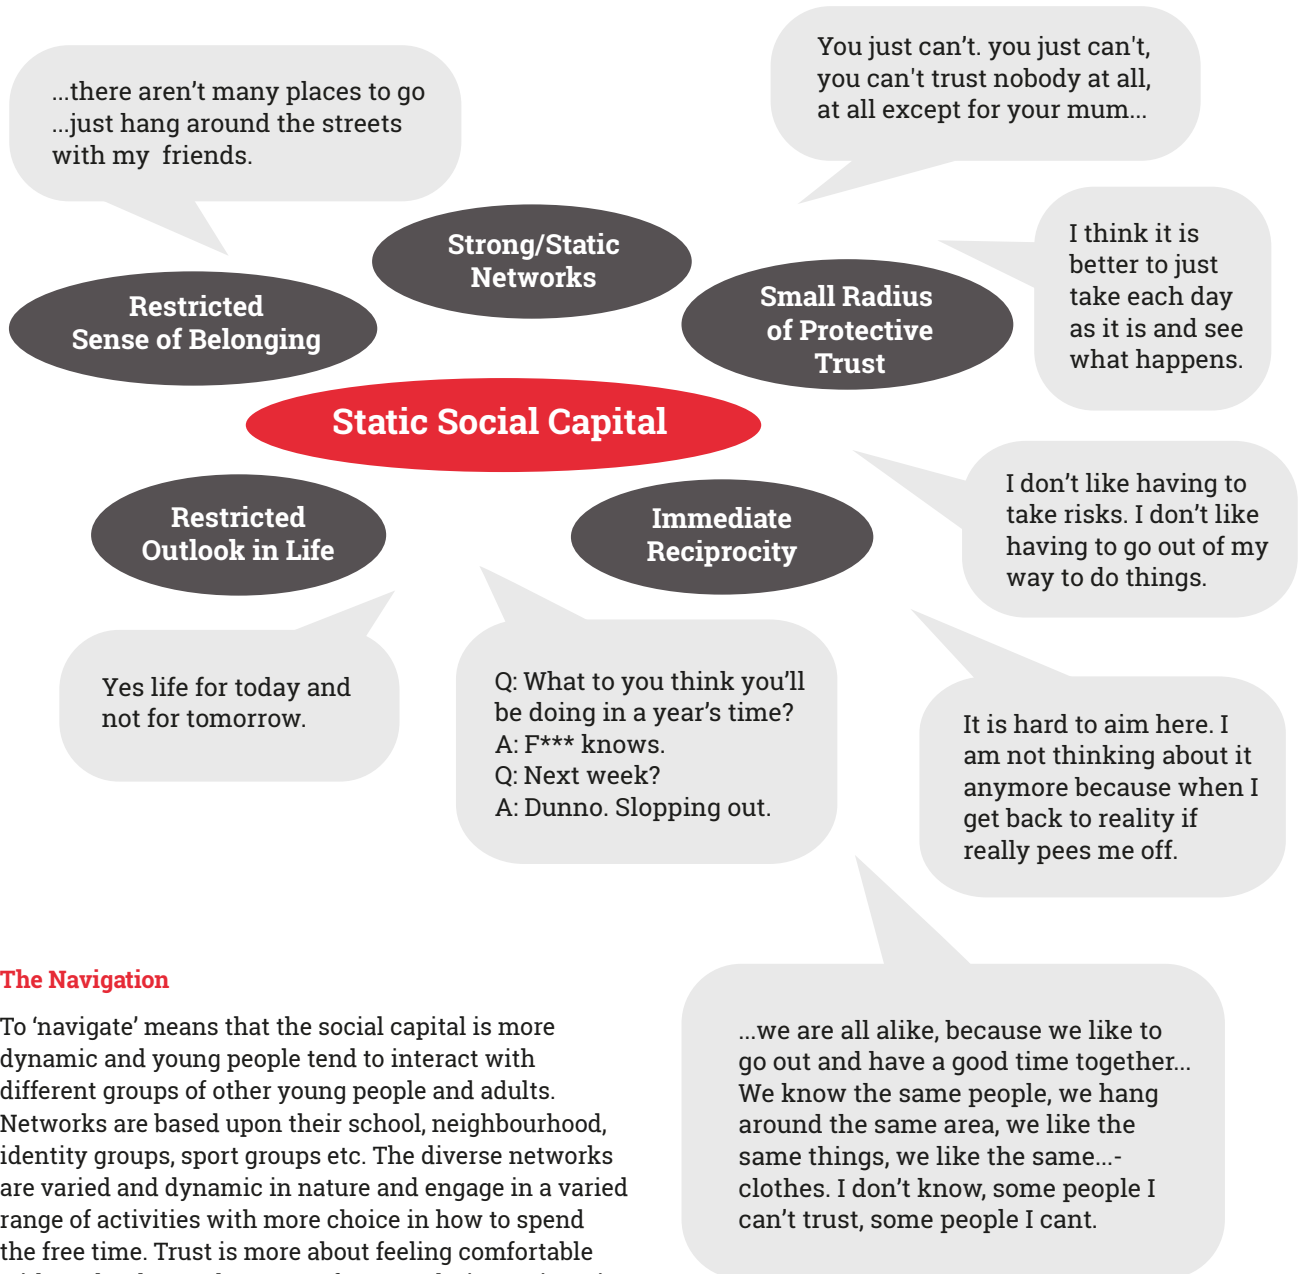 ...there aren’t many places to go
...just hang around the streets
with my friends.
You just can’t. you just can't,
you can't trust nobody at all,
at all except for your mum...
Strong/Static
Networks
Restricted
Sense of Belonging
Small Radius
of Protective
Trust
I think it is
better to just
take each day
as it is and see
what happens.
Static Social Capital
Restricted
Outlook in Life
Immediate
Reciprocity
I don’t like having to
take risks. I don’t like
having to go out of my
way to do things.
Yes life for today and
not for tomorrow.
Q: What to you think you’ll
be doing in a year’s time?
A: F*** knows.
Q: Next week?
A: Dunno. Slopping out.
It is hard to aim here. I
am not thinking about it
anymore because when I
get back to reality if
really pees me off.
The Navigation
To ‘navigate’ means that the social capital is more
dynamic and young people tend to interact with
different groups of other young people and adults.
Networks are based upon their school, neighbourhood,
identity groups, sport groups etc. The diverse networks
are varied and dynamic in nature and engage in a varied
range of activities with more choice in how to spend
the free time. Trust is more about feeling comfortable
...we are all alike, because we like to
go out and have a good time together...
We know the same people, we hang
around the same area, we like the
same things, we like the same...-
clothes. I don’t know, some people I
can’t trust, some people I cant.